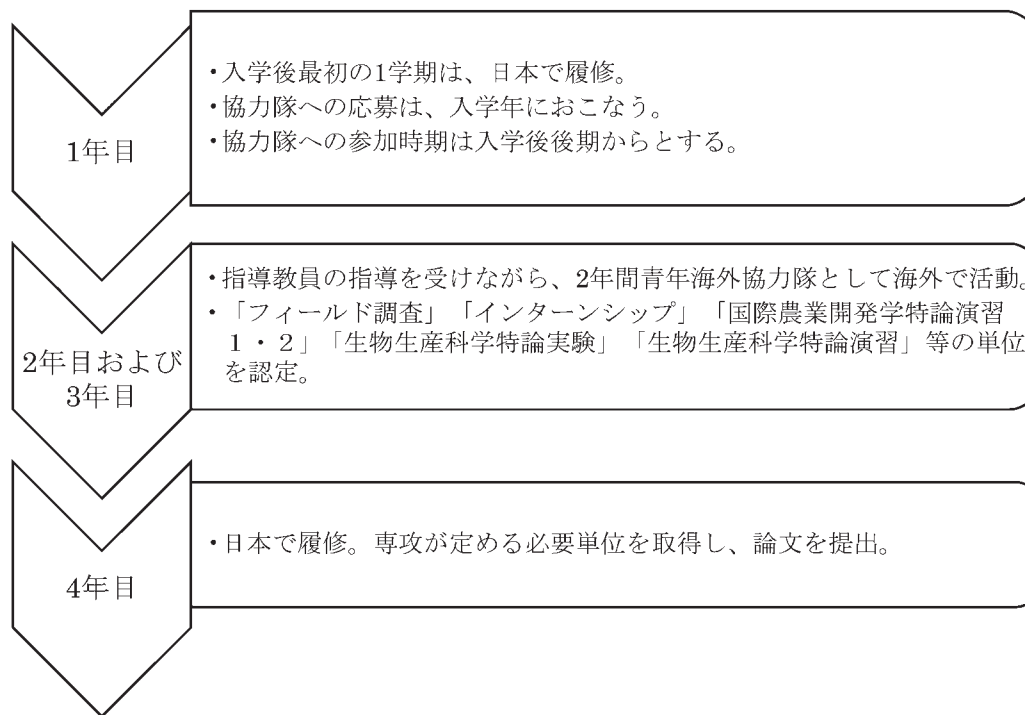 1年目
・入学後最初の1学期は、日本で履修。
・協力隊への応募は、入学年におこなう。
・協力隊への参加時期は入学後後期からとする。
2年目および
3年目
・指導教員の指導を受けながら、2年間青年海外協力隊として海外で活動。
・「フィールド調査」「インターンシップ」「国際農業開発学特論演習
１・２」「生物生産科学特論実験」「生物生産科学特論演習」等の単位
を認定。
4年目
・日本で履修。専攻が定める必要単位を取得し、論文を提出。